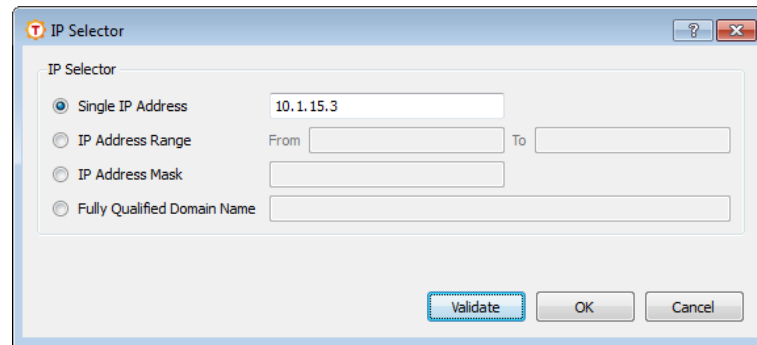 T IP Selector ?
IP Selector
Single IP Address 10.1.15.3
IP Address Range From To
IP Address Mask
Fully Qualified Domain Name
Validate OK Cancel